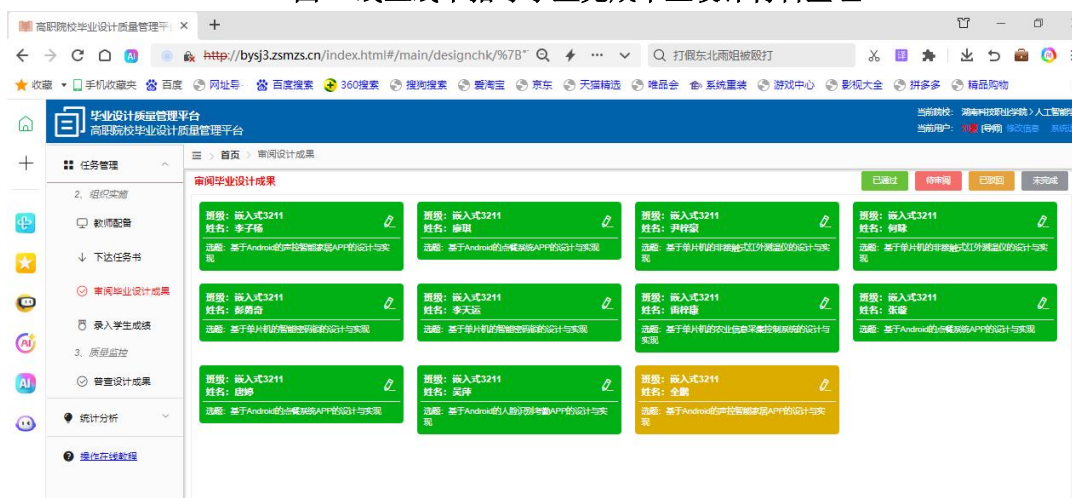 高职院校毕业设计质量管理平
http://bysj3.zsmzs.cn/index.html#/main/designchk/%7B"
打假东北雨姐被殴打
收藏 手机收藏夹 百度 网址导· 百度搜索 360搜索 搜狗搜索 爱淘宝 京东 天猫精选 唯品会 系统重装 游戏中心 影视大全 拼多多 精品购物
毕业设计质量管理平台
高职院校毕业设计质量管理平台
当前院校: 湖南科技职业学院>人工智能学
当前用户: [导师] 修改信息
任务管理
首页 > 审阅设计成果
审阅毕业设计成果
已通过 待审阅 已驳回 未完成
2、组织实施
教师配备
下达任务书
审阅毕业设计成果
录入学生成绩
3、质量监控
普查设计成果
统计分析
操作在线教程
班级: 嵌入式3211
姓名: 李子杨
选题: 基于Android的声控智能家居APP的设计与实
现
班级: 嵌入式3211
姓名: 廖琪
选题: 基于Android的点餐系统APP的设计与实现
班级: 嵌入式3211
姓名: 尹梓豪
选题: 基于单片机的非接触式红外测温仪的设计与实
现
班级: 嵌入式3211
姓名: 何咏
选题: 基于单片机的非接触式红外测温仪的设计与实
现
班级: 嵌入式3211
姓名: 彭勇奇
选题: 基于单片机的智能密码锁的设计与实现
班级: 嵌入式3211
姓名: 李天运
选题: 基于单片机的智能密码锁的设计与实现
班级: 嵌入式3211
姓名: 雷梓康
选题: 基于单片机的农业信息采集控制系统的设计与
实现
班级: 嵌入式3211
姓名: 张璇
选题: 基于Android的点餐系统APP的设计与实现
班级: 嵌入式3211
姓名: 唐婷
选题: 基于Android的点餐系统APP的设计与实现
班级: 嵌入式3211
姓名: 吴萍
选题: 基于Android的人脸识别考勤APP的设计与实
现
班级: 嵌入式3211
姓名: 全鹏
选题: 基于Android的声控智能家居APP的设计与实
现